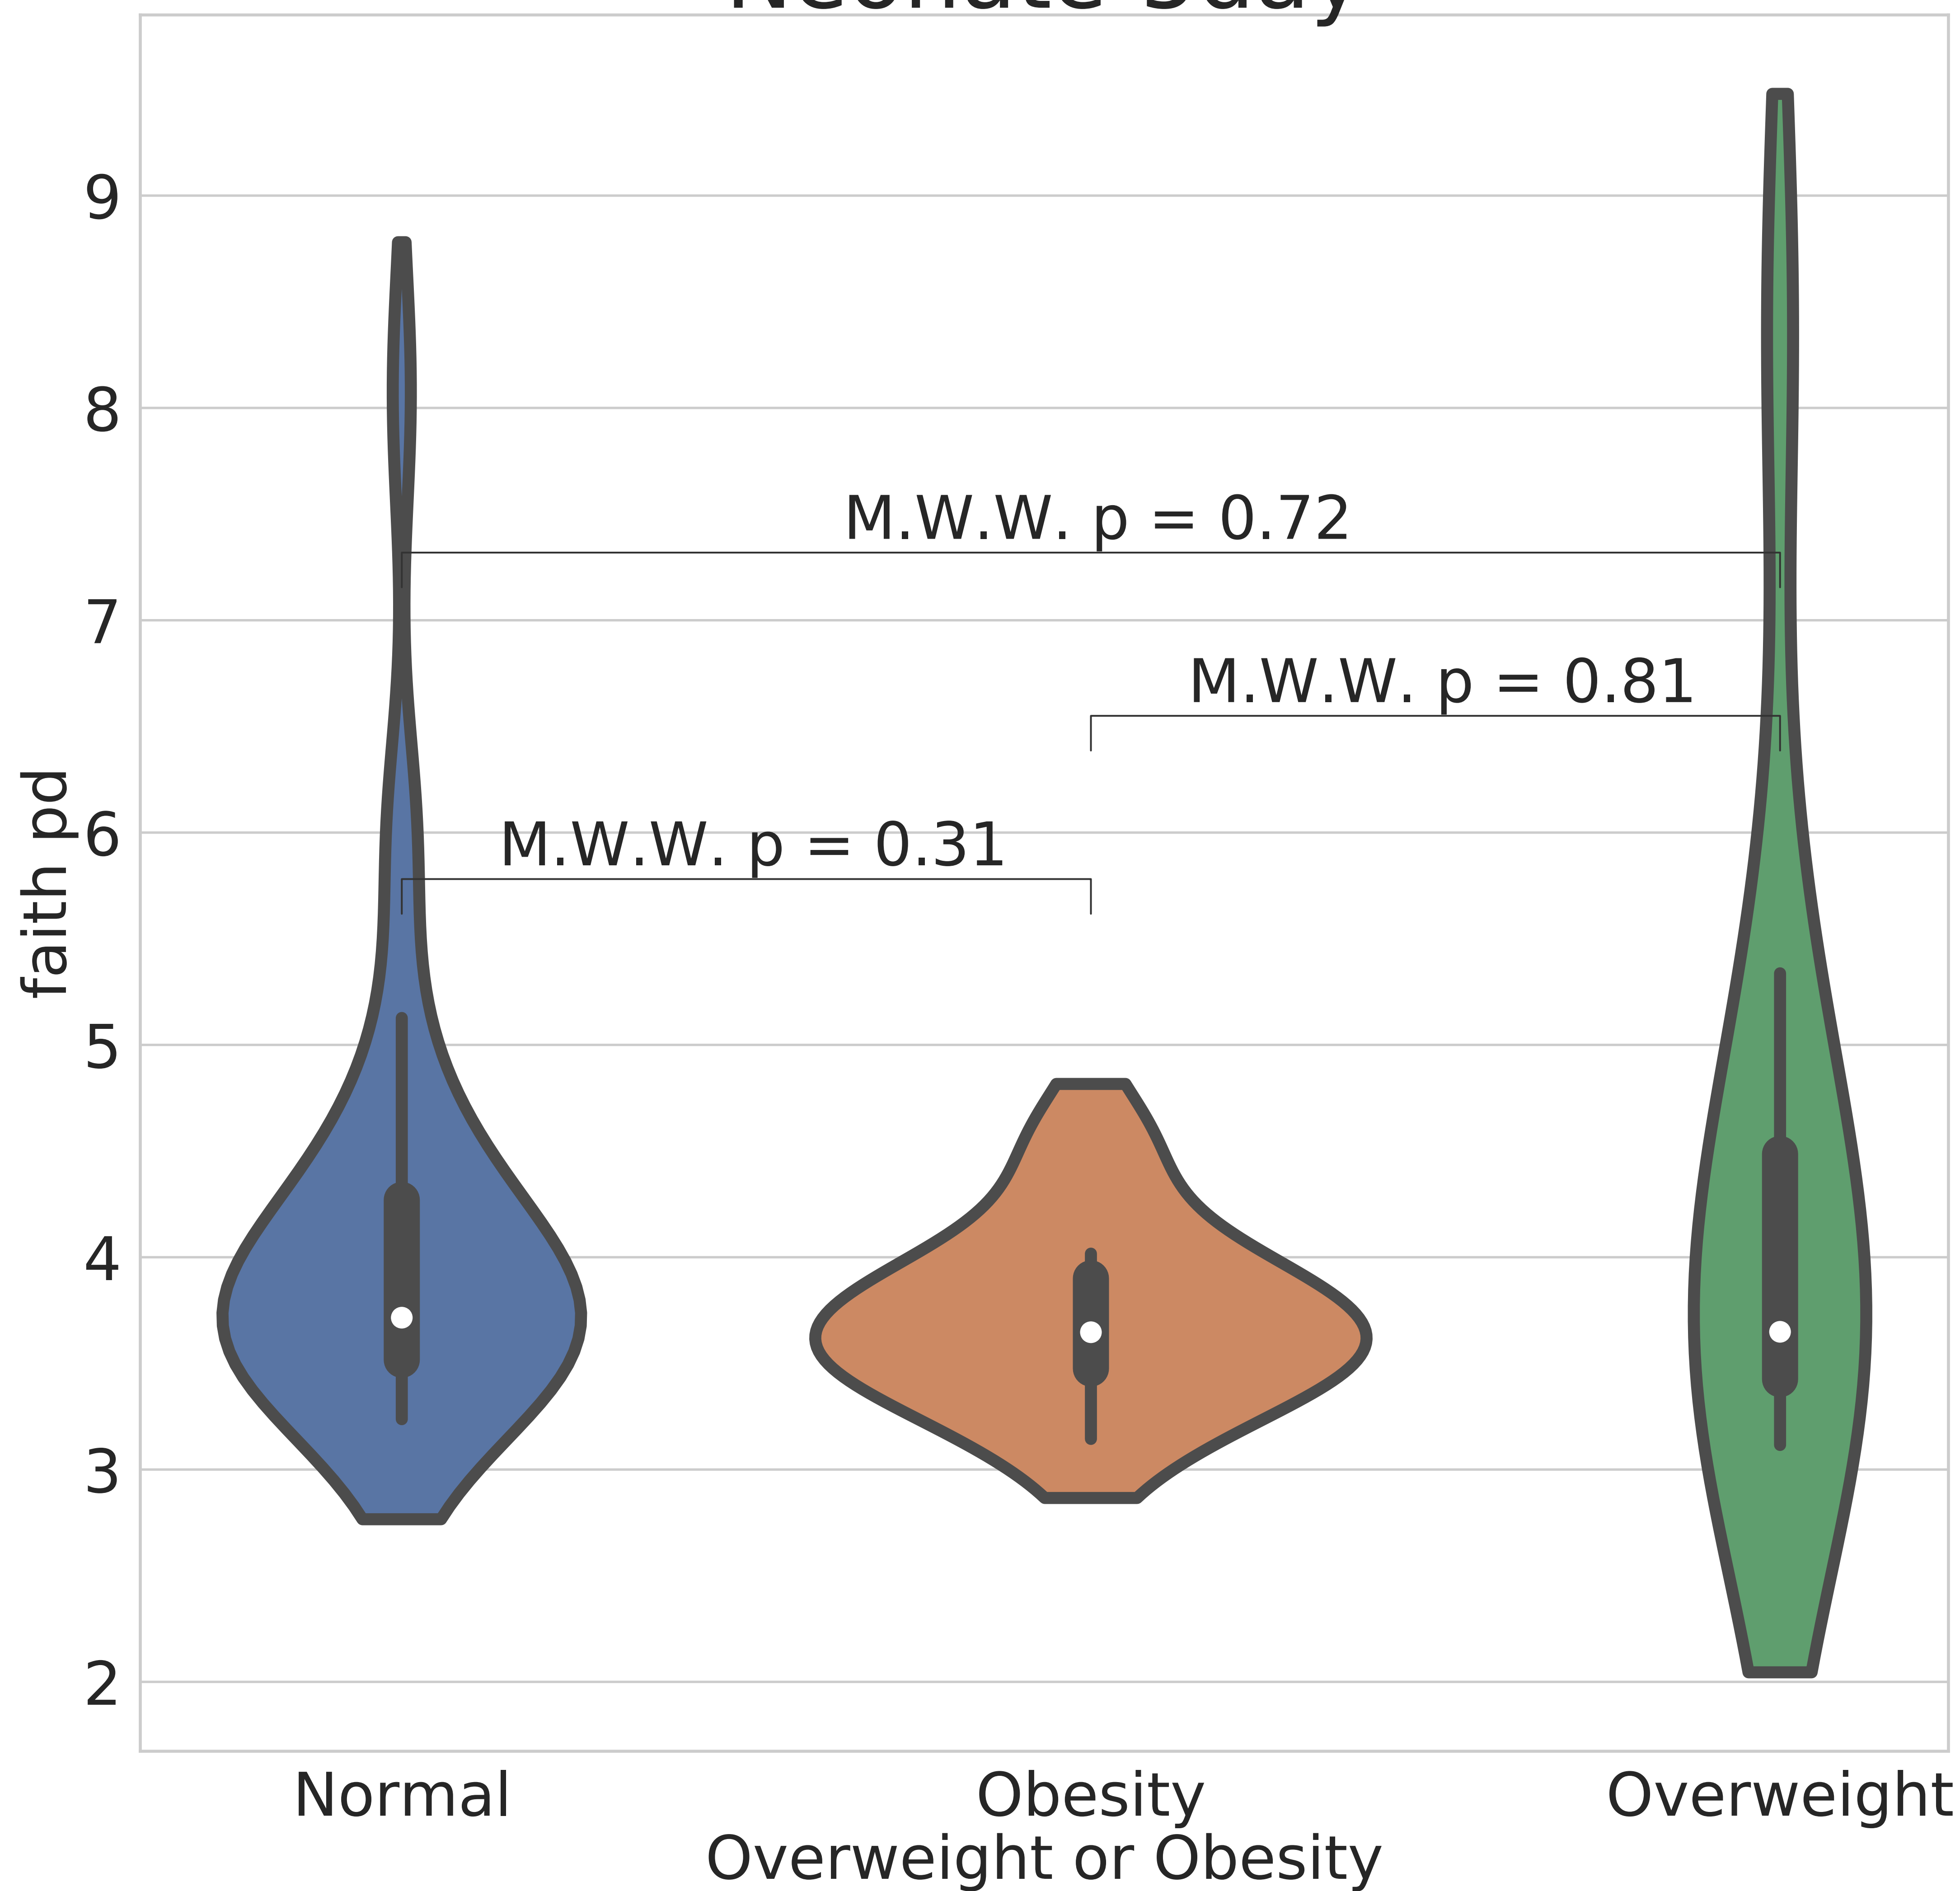 9
8
7
6
5
4
3
2
faith pd
M.W.W. p = 0.72
M.W.W. p = 0.81
M.W.W. p = 0.31
Normal
Obesity
Overweight
Overweight or Obesity